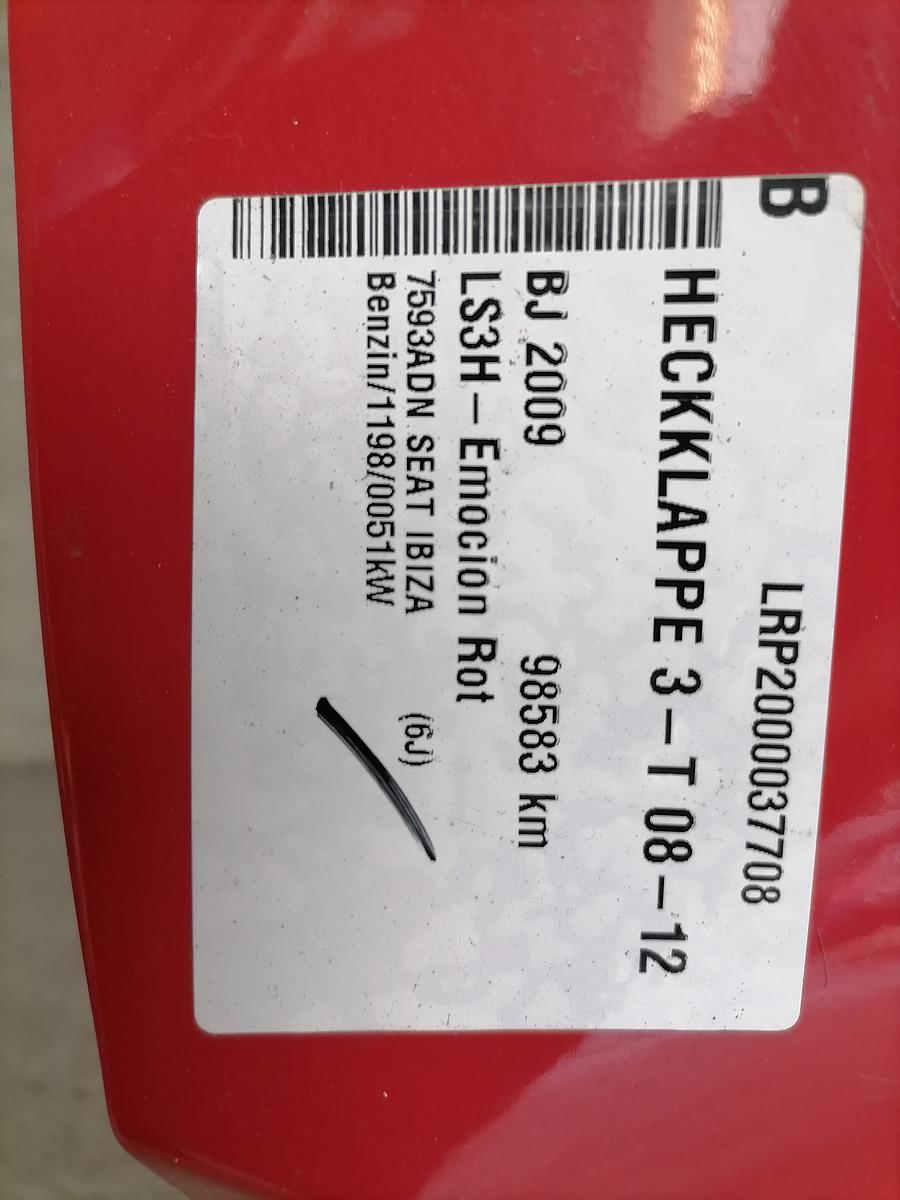 B
LRP2000037708
HECKKLAPPE 3-T 08-12
BJ 2009 98583 km
LS3H-Emocion Rot
7593ADN SEAT IBIZA (6J)
Benzin/1198/0051kW